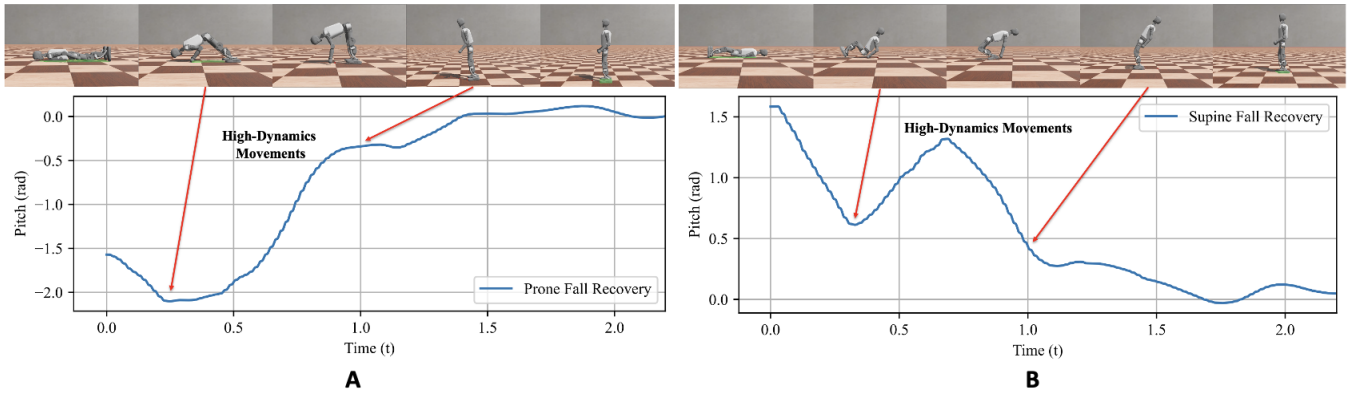 High-Dynamics
Movements
0.0
−0.5
−1.0
−1.5
−2.0
Pitch (rad)
Prone Fall Recovery
0.0 0.5 1.0 1.5 2.0
Time (t)
A
High-Dynamics Movements
Supine Fall Recovery
1.5
1.0
0.5
0.0
Pitch (rad)
0.0 0.5 1.0 1.5 2.0
Time (t)
B